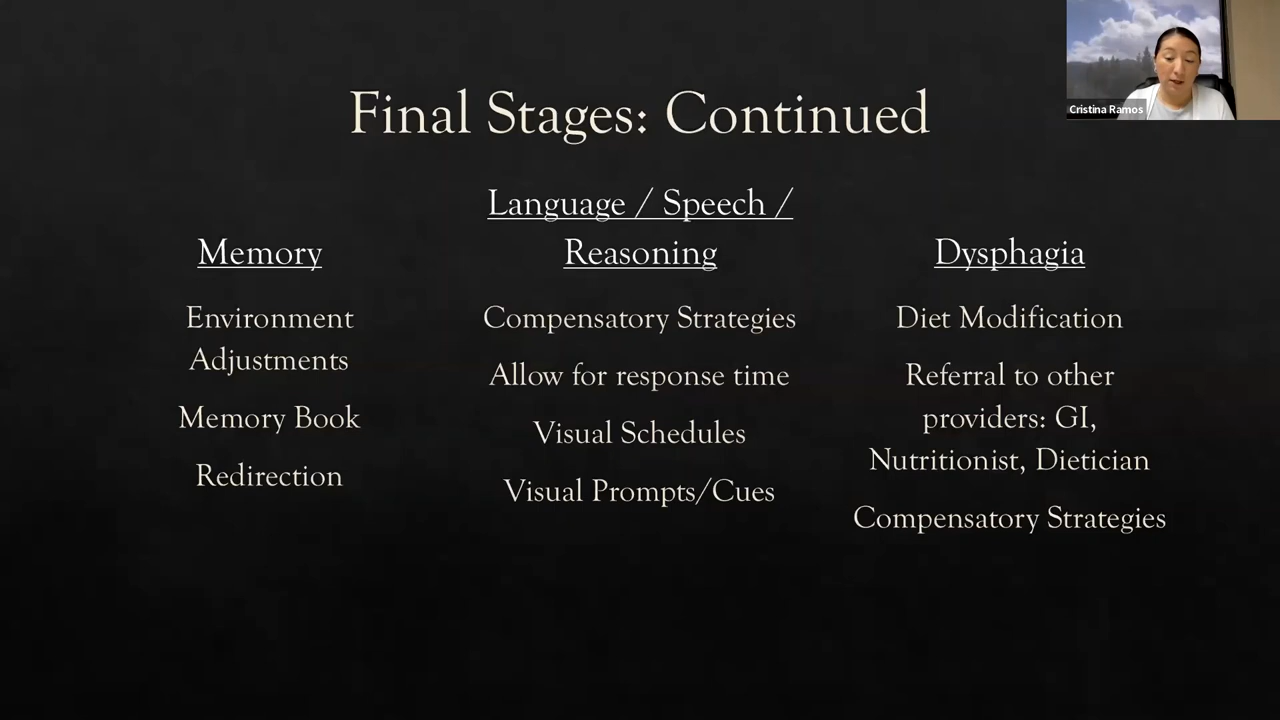 Cristina Ramos
Final Stages: Continued
Memory
Environment
Adjustments
Memory Book
Redirection
Language / Speech /
Reasoning
Compensatory Strategies
Allow for response time
Visual Schedules
Visual Prompts/Cues
Dysphagia
Diet Modification
Referral to other
providers: GI,
Nutritionist, Dietician
Compensatory Strategies